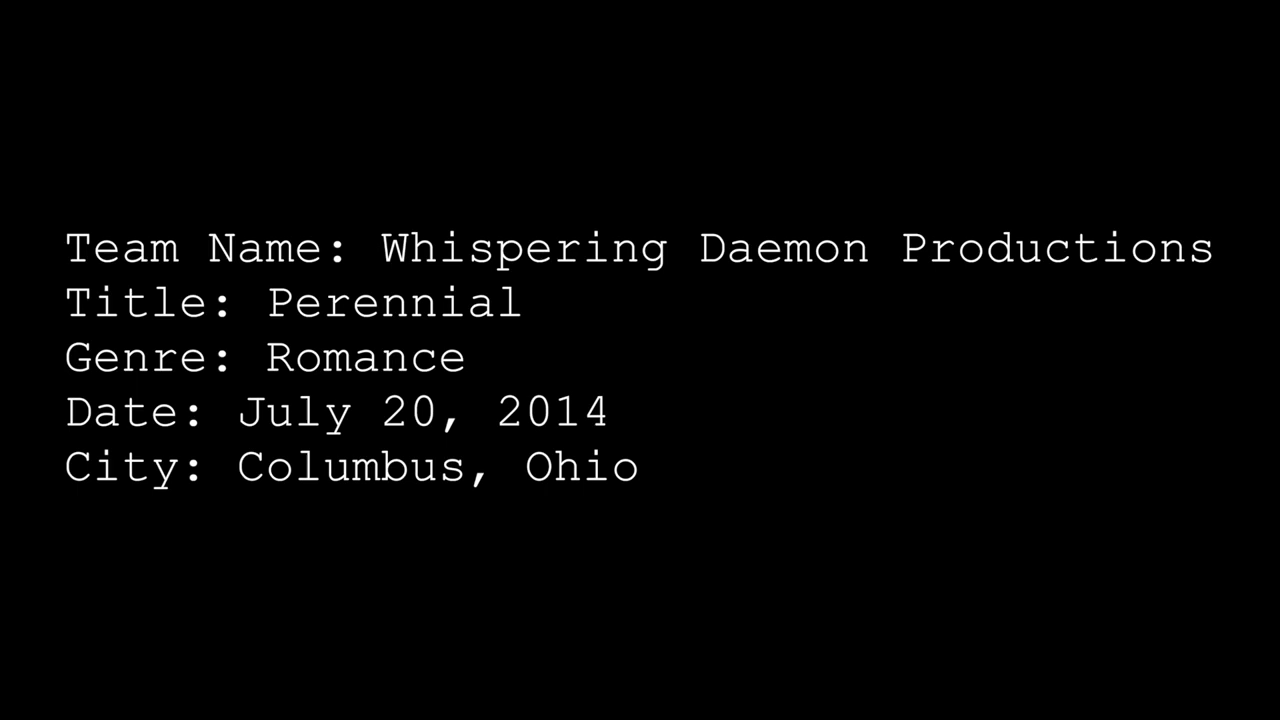 Team Name: Whispering Daemon Productions
Title: Perennial
Genre: Romance
Date: July 20, 2014
City: Columbus, Ohio